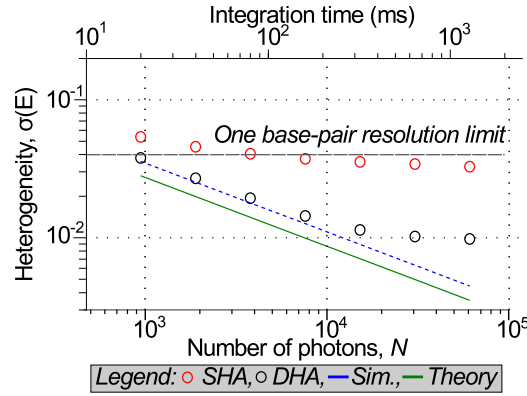 Integration time (ms)
10¹ 10² 10³
10⁻¹
One base-pair resolution limit
Heterogeneity, σ(E)
10⁻²
10³ 10⁴ 10⁵
Number of photons, N
Legend: SHA, DHA, Sim., Theory